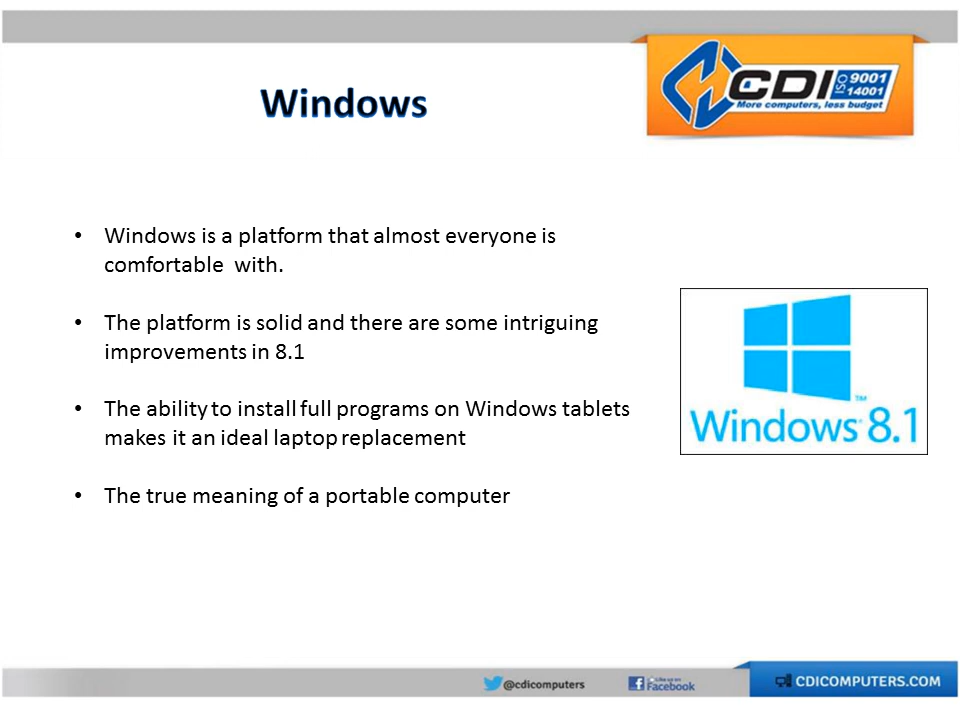 Windows
CDI ISO 9001 14001
More computers, less budget
• Windows is a platform that almost everyone is
comfortable with.
• The platform is solid and there are some intriguing
improvements in 8.1
• The ability to install full programs on Windows tablets
makes it an ideal laptop replacement
• The true meaning of a portable computer
Windows 8.1 ™
@cdicomputers
Like us on
Facebook
CDICOMPUTERS.COM